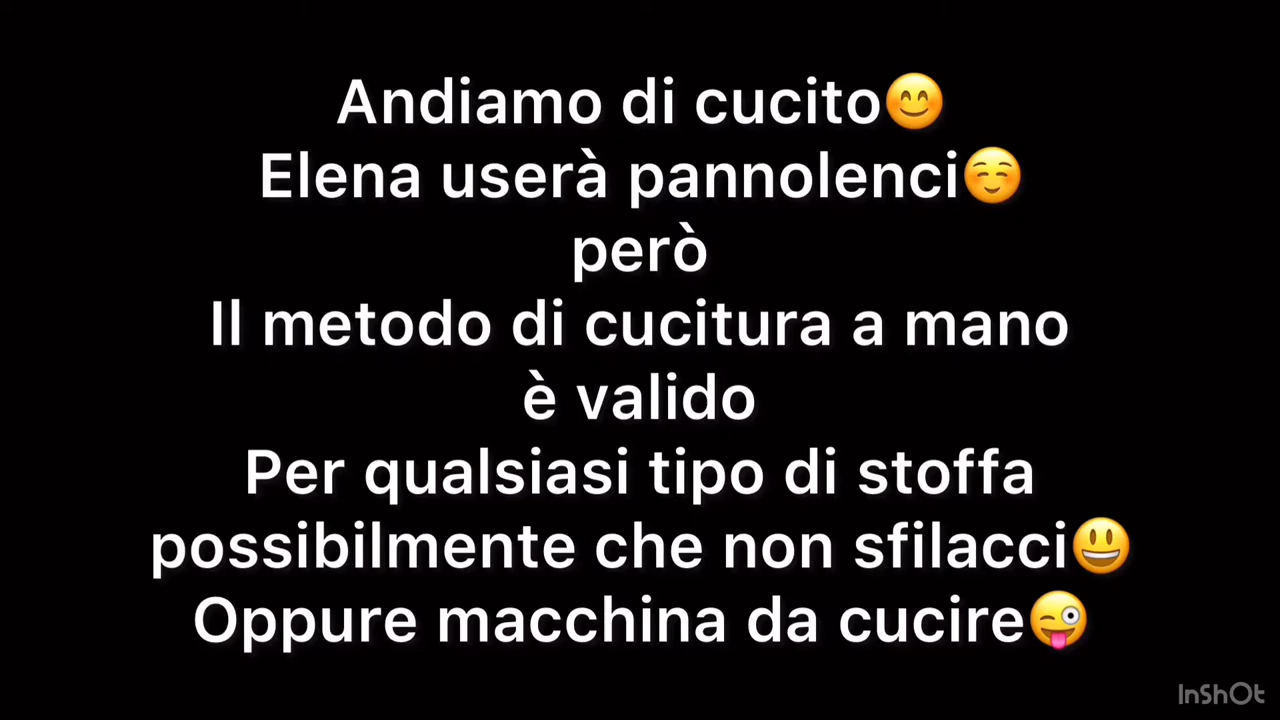 Andiamo di cucito😊
Elena userà pannolenci☺️
però
Il metodo di cucitura a mano
è valido
Per qualsiasi tipo di stoffa
possibilmente che non sfilacci😃
Oppure macchina da cucire😜
InShOt